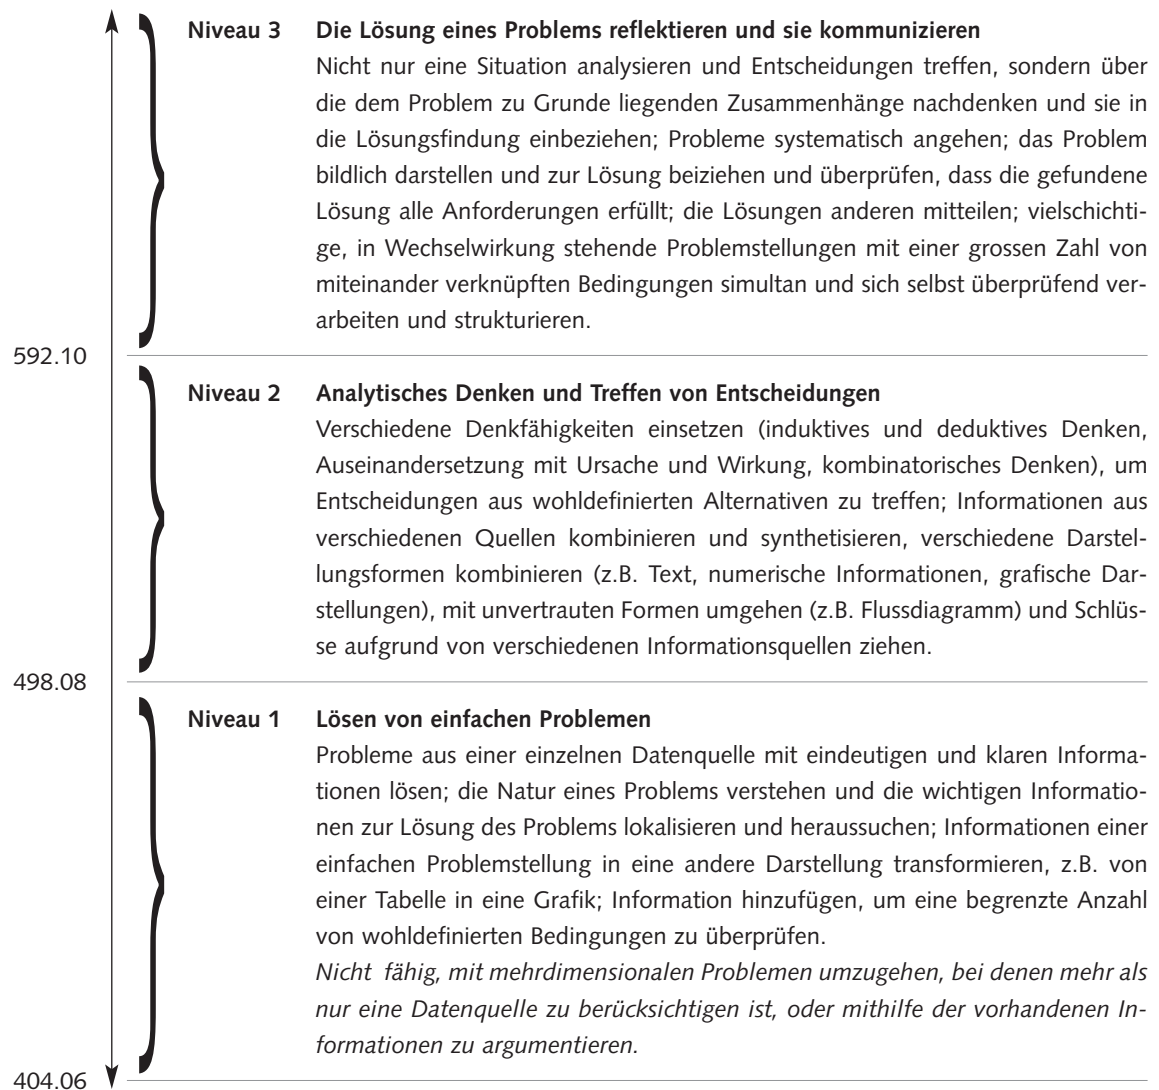 Niveau 3 Die Lösung eines Problems reflektieren und sie kommunizieren
Nicht nur eine Situation analysieren und Entscheidungen treffen, sondern über
die dem Problem zu Grunde liegenden Zusammenhänge nachdenken und sie in
die Lösungsfindung einbeziehen; Probleme systematisch angehen; das Problem
bildlich darstellen und zur Lösung beiziehen und überprüfen, dass die gefundene
Lösung alle Anforderungen erfüllt; die Lösungen anderen mitteilen; vielschichti-
ge, in Wechselwirkung stehende Problemstellungen mit einer grossen Zahl von
miteinander verknüpften Bedingungen simultan und sich selbst überprüfend ver-
arbeiten und strukturieren.
592.10
Niveau 2 Analytisches Denken und Treffen von Entscheidungen
Verschiedene Denkfähigkeiten einsetzen (induktives und deduktives Denken,
Auseinandersetzung mit Ursache und Wirkung, kombinatorisches Denken), um
Entscheidungen aus wohldefinierten Alternativen zu treffen; Informationen aus
verschiedenen Quellen kombinieren und synthetisieren, verschiedene Darstel-
lungsformen kombinieren (z.B. Text, numerische Informationen, grafische Dar-
stellungen), mit unvertrauten Formen umgehen (z.B. Flussdiagramm) und Schlüs-
se aufgrund von verschiedenen Informationsquellen ziehen.
498.08
Niveau 1 Lösen von einfachen Problemen
Probleme aus einer einzelnen Datenquelle mit eindeutigen und klaren Informa-
tionen lösen; die Natur eines Problems verstehen und die wichtigen Informatio-
nen zur Lösung des Problems lokalisieren und heraussuchen; Informationen einer
einfachen Problemstellung in eine andere Darstellung transformieren, z.B. von
einer Tabelle in eine Grafik; Information hinzufügen, um eine begrenzte Anzahl
von wohldefinierten Bedingungen zu überprüfen.
Nicht fähig, mit mehrdimensionalen Problemen umzugehen, bei denen mehr als
nur eine Datenquelle zu berücksichtigen ist, oder mithilfe der vorhandenen In-
formationen zu argumentieren.
404.06